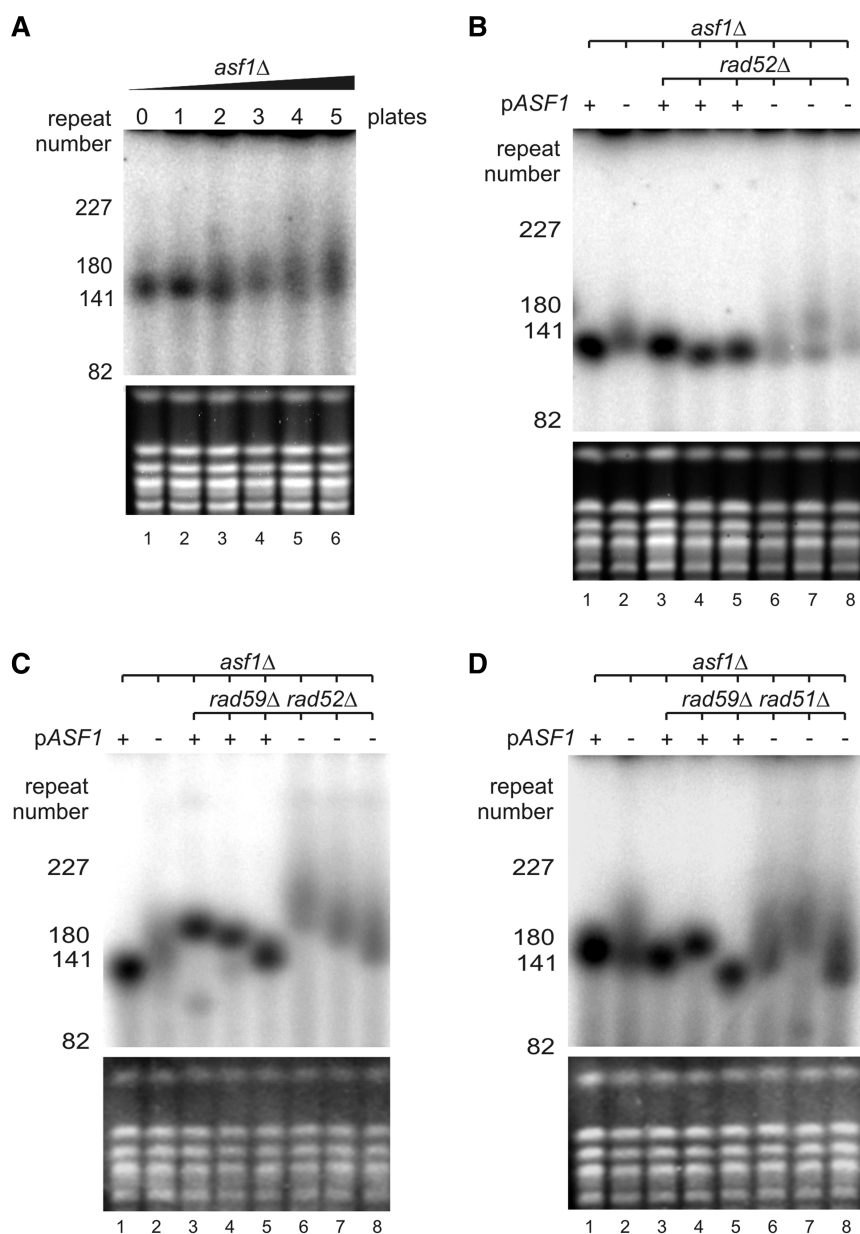 A
asf1Δ
repeat number 0 1 2 3 4 5 plates
227
180
141
82
1 2 3 4 5 6
B
asf1Δ
rad52Δ
pASF1 + - + + + - - -
repeat
number
227
180
141
82
1 2 3 4 5 6 7 8
C
asf1Δ
rad59Δ rad52Δ
pASF1 + - + + + - - -
repeat
number
227
180
141
82
1 2 3 4 5 6 7 8
D
asf1Δ
rad59Δ rad51Δ
pASF1 + - + + + - - -
repeat
number
227
180
141
82
1 2 3 4 5 6 7 8